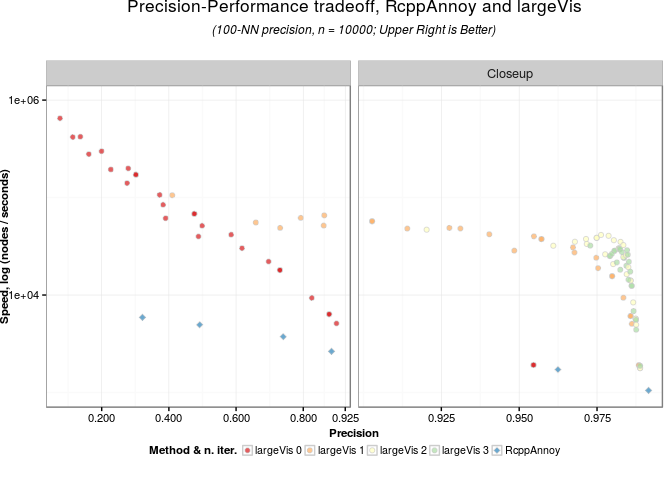 Precision-Performance tradeoff, RcppAnnoy and largeVis
(100-NN precision, n = 10000; Upper Right is Better)
Closeup
Speed, log (nodes / seconds)
1e+06
1e+04
0.200 0.400 0.600 0.800 0.925 0.925 0.950 0.975
Precision
Method & n. iter. largeVis 0 largeVis 1 largeVis 2 largeVis 3 RcppAnnoy